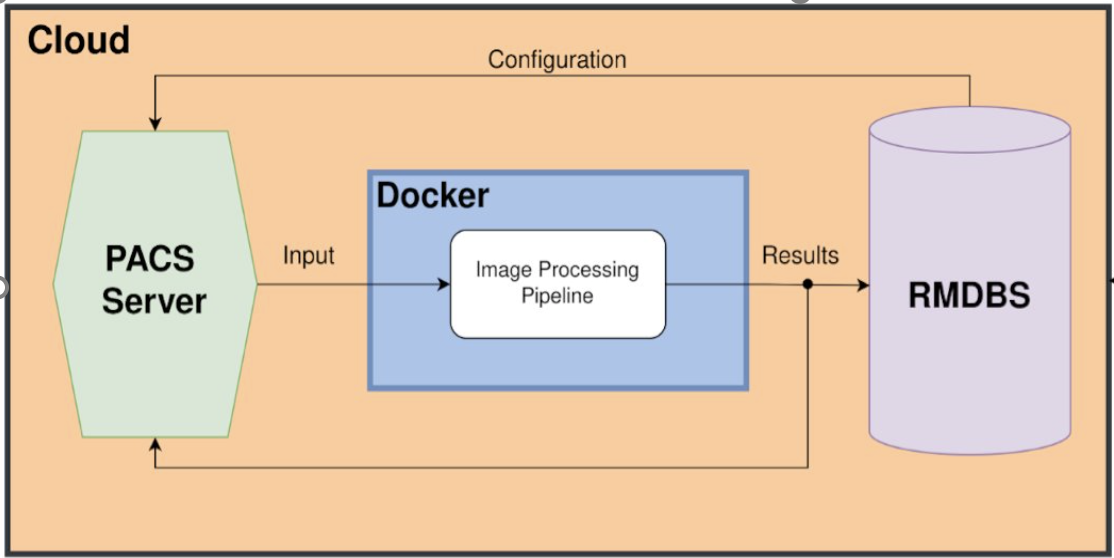 Cloud
Configuration
Docker
PACS
Server
Input
Image Processing
Pipeline
Results
RMDBS